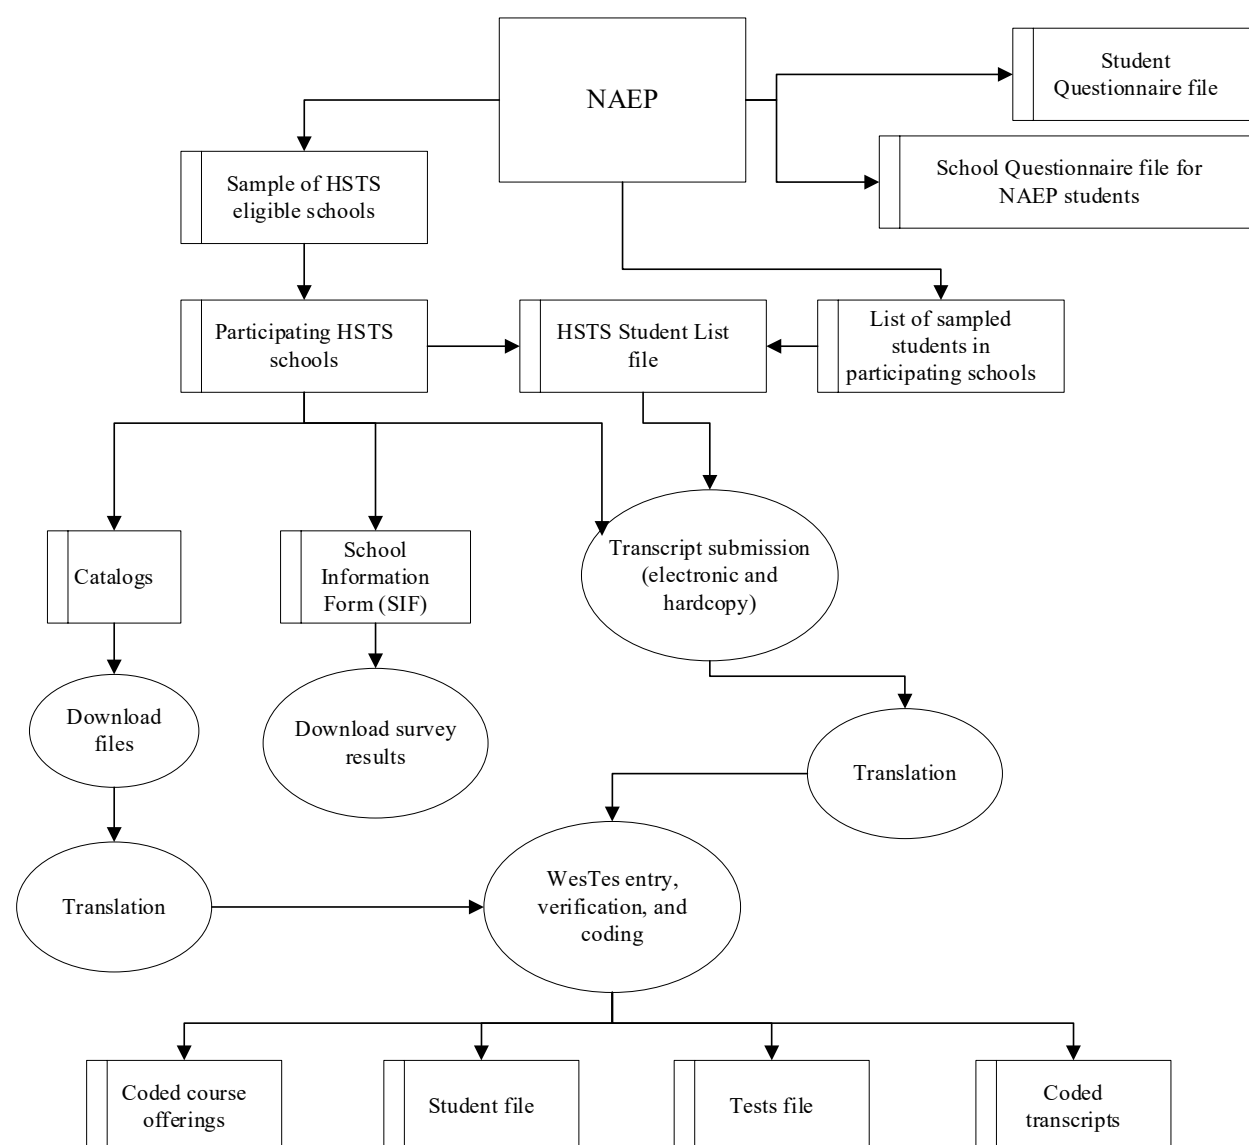 NAEP
Student
Questionnaire file
School Questionnaire file for
NAEP students
Sample of HSTS
eligible schools
Participating HSTS
schools
HSTS Student List
file
List of sampled
students in
participating schools
Catalogs
School
Information
Form (SIF)
Transcript submission
(electronic and
hardcopy)
Download
files
Download survey
results
Translation
Translation
WesTes entry,
verification, and
coding
Coded course
offerings
Student file
Tests file
Coded
transcripts